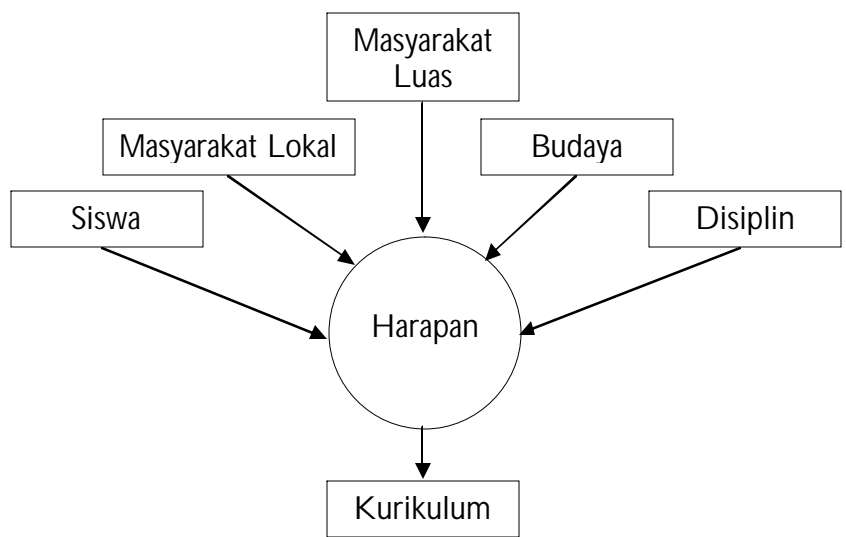 Masyarakat
Luas
Masyarakat Lokal
Budaya
Siswa
Disiplin
Harapan
Kurikulum